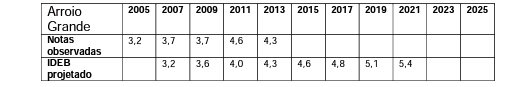 Arroio Grande 2005 2007 2009 2011 2013 2015 2017 2019 2021 2023 2025
Notas observadas 3,2 3,7 3,7 4,6 4,3
IDEB projetado 3,2 3,6 4,0 4,3 4,6 4,8 5,1 5,4